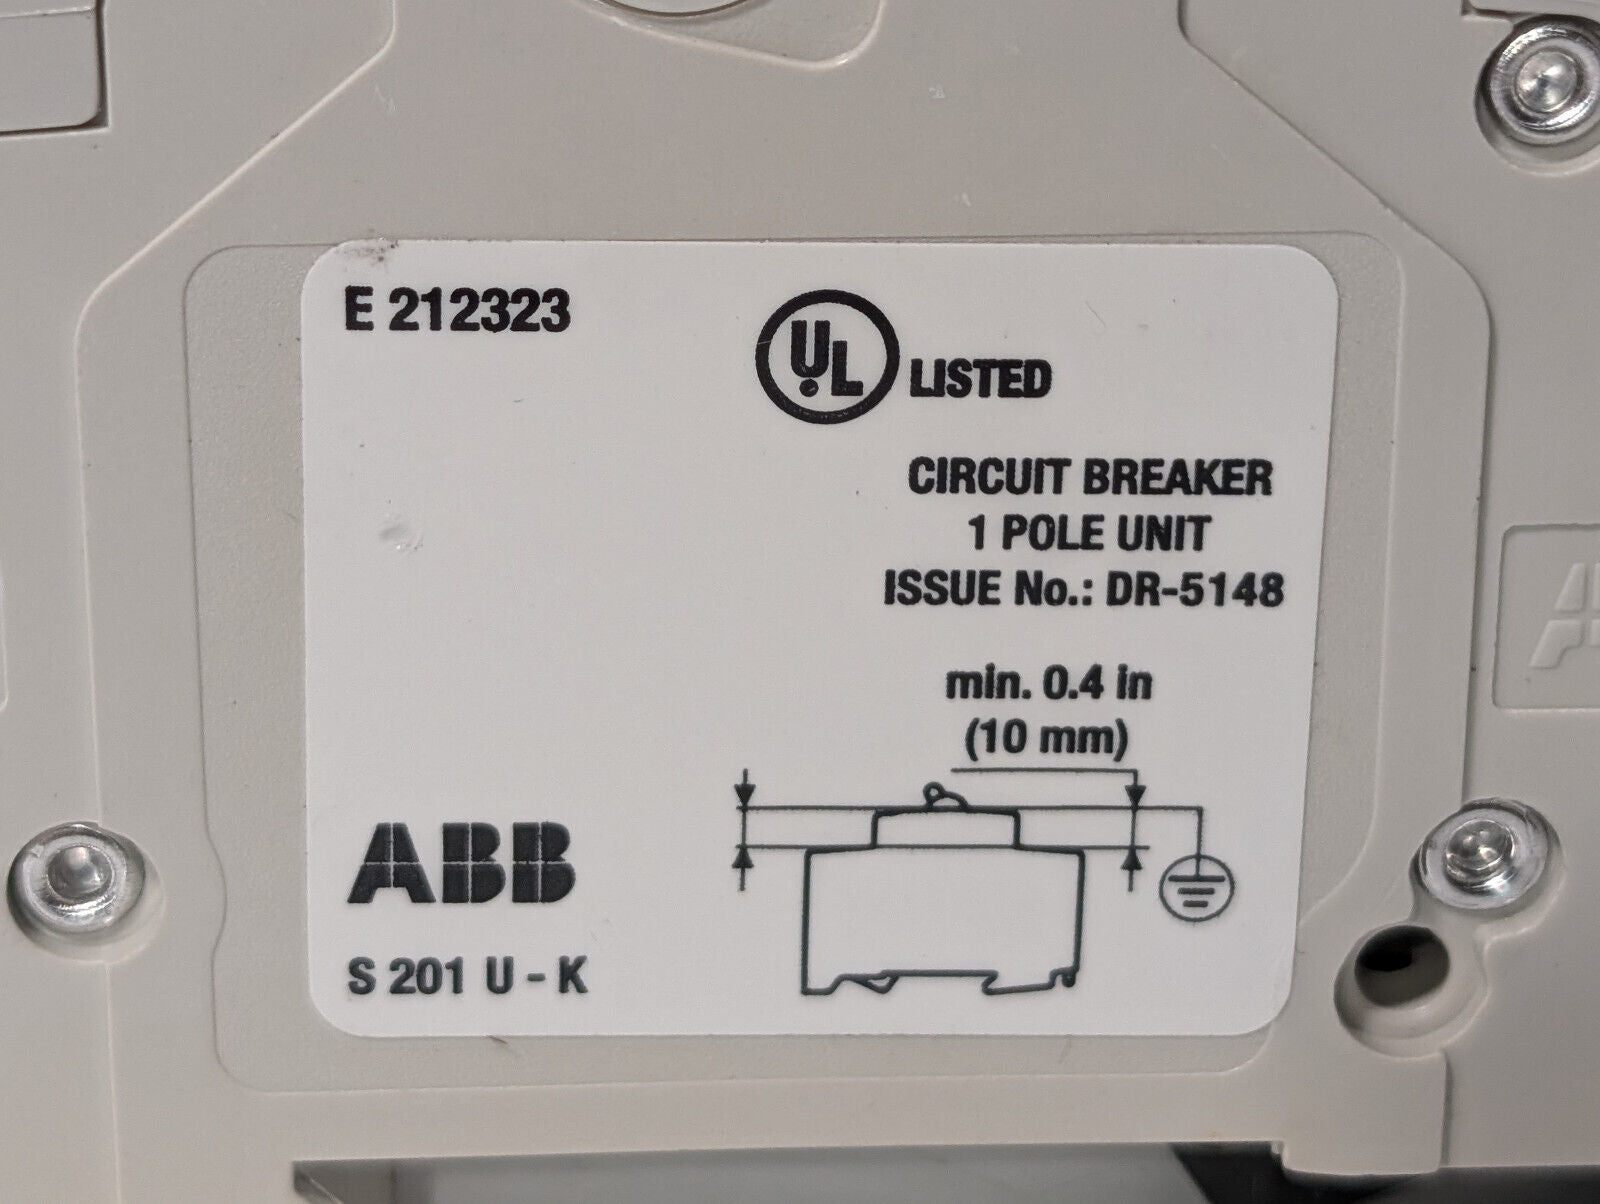 E 212323
UL LISTED
CIRCUIT BREAKER
1 POLE UNIT
ISSUE No.: DR-5148
min. 0.4 in
(10 mm)
ABB
S 201 U - K